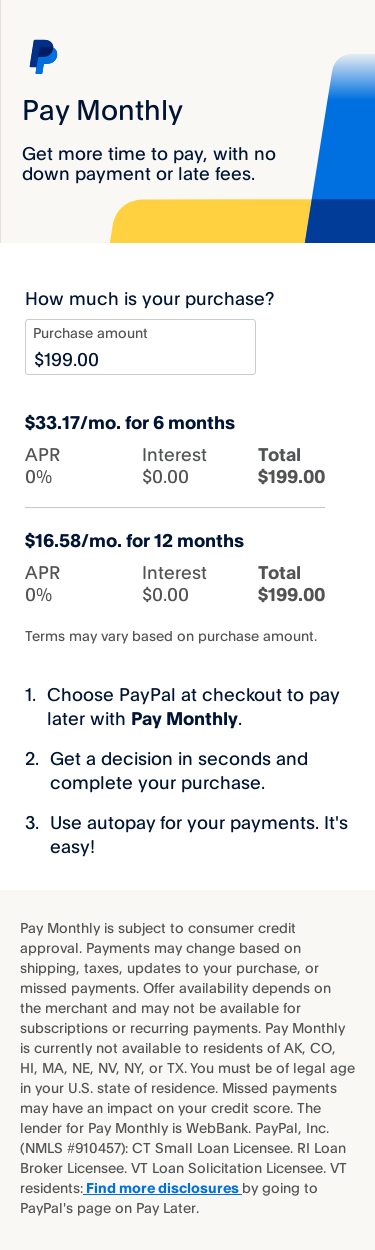 Pay Monthly
Get more time to pay, with no
down payment or late fees.
How much is your purchase?
Purchase amount
$199.00
$33.17/mo. for 6 months
APR Interest Total
0% $0.00 $199.00
$16.58/mo. for 12 months
APR Interest Total
0% $0.00 $199.00
Terms may vary based on purchase amount.
1. Choose PayPal at checkout to pay
later with Pay Monthly.
2. Get a decision in seconds and
complete your purchase.
3. Use autopay for your payments. It's
easy!
Pay Monthly is subject to consumer credit
approval. Payments may change based on
shipping, taxes, updates to your purchase, or
missed payments. Offer availability depends on
the merchant and may not be available for
subscriptions or recurring payments. Pay Monthly
is currently not available to residents of AK, CO,
HI, MA, NE, NV, NY, or TX. You must be of legal age
in your U.S. state of residence. Missed payments
may have an impact on your credit score. The
lender for Pay Monthly is WebBank. PayPal, Inc.
(NMLS #910457): CT Small Loan Licensee. RI Loan
Broker Licensee. VT Loan Solicitation Licensee. VT
residents: Find more disclosures by going to
PayPal's page on Pay Later.